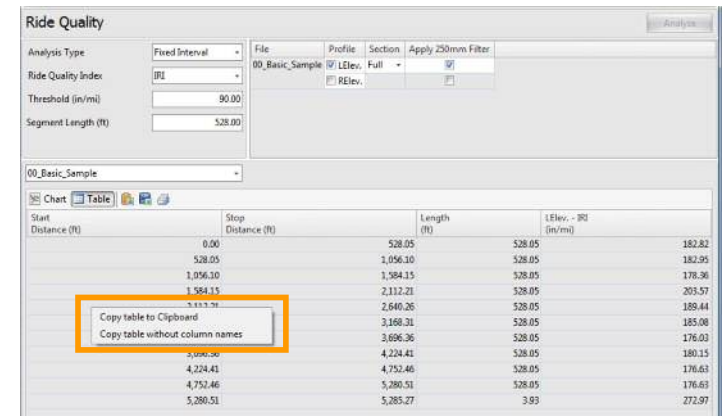 Ride Quality
Analyze
Analysis Type Fixed Interval
Ride Quality Index IRI
Threshold (in/mi) 90.00
Segment Length (ft) 528.00
File Profile Section Apply 250mm Filter
00_Basic_Sample LElev. Full
RElev.
00_Basic_Sample
Chart Table
Start Distance (ft) Stop Distance (ft) Length (ft) LElev. - IRI (in/mi)
0.00 528.05 528.05 182.82
528.05 1,056.10 528.05 182.95
1,056.10 1,584.15 528.05 178.36
1,584.15 2,112.21 528.05 203.57
2,112.21 2,640.26 528.05 189.44
Copy table to Clipboard
3,168.31 528.05 185.08
Copy table without column names
3,696.36 528.05 176.03
3,696.36 4,224.41 528.05 180.15
4,224.41 4,752.46 528.05 176.63
4,752.46 5,280.51 528.05 176.63
5,280.51 5,285.27 3.93 272.97